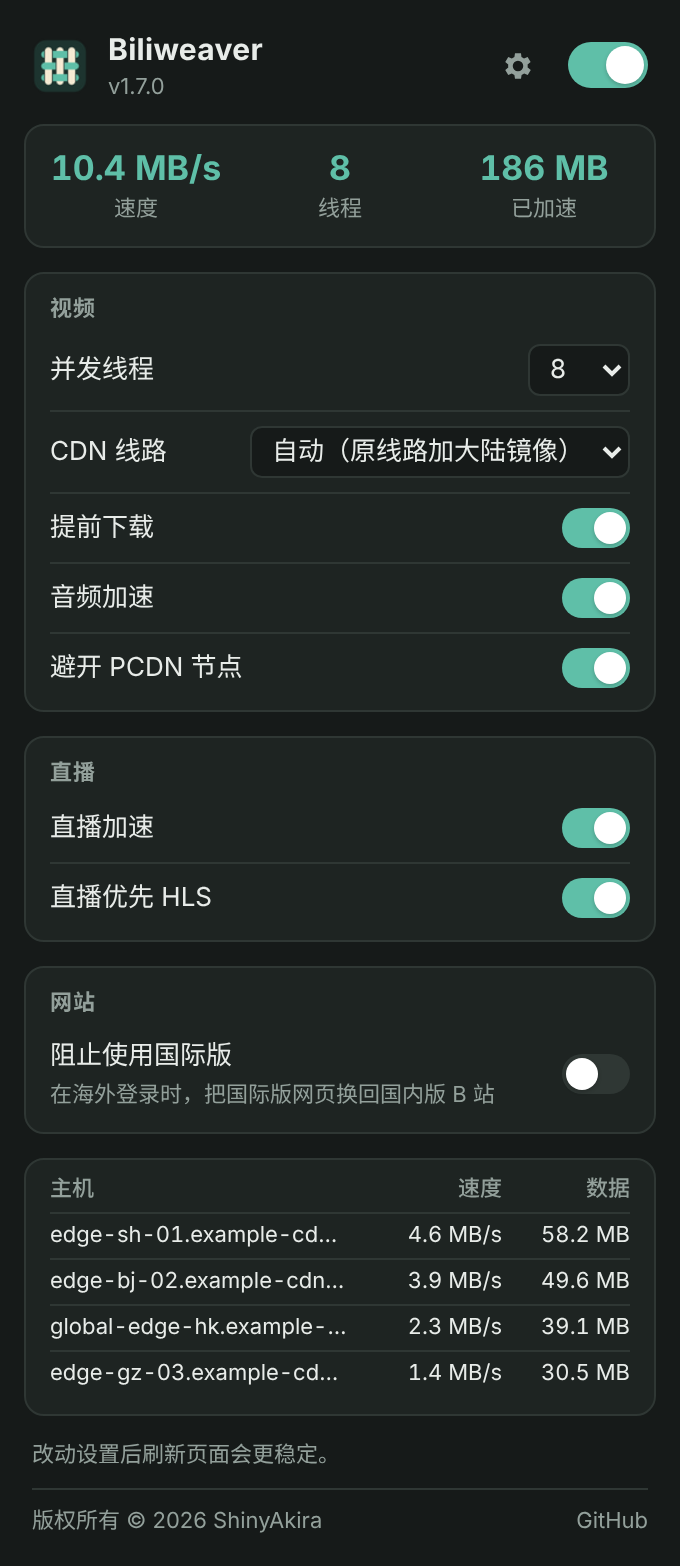 Biliweaver
v1.7.0
10.4 MB/s 8 186 MB
速度 线程 已加速
视频
并发线程 8
CDN 线路 自动（原线路加大陆镜像）
提前下载
音频加速
避开 PCDN 节点
直播
直播加速
直播优先 HLS
网站
阻止使用国际版
在海外登录时，把国际版网页换回国内版 B 站
主机 速度 数据
edge-sh-01.example-cd... 4.6 MB/s 58.2 MB
edge-bj-02.example-cdn... 3.9 MB/s 49.6 MB
global-edge-hk.example-... 2.3 MB/s 39.1 MB
edge-gz-03.example-cd... 1.4 MB/s 30.5 MB
改动设置后刷新页面会更稳定。
版权所有 © 2026 ShinyAkira GitHub